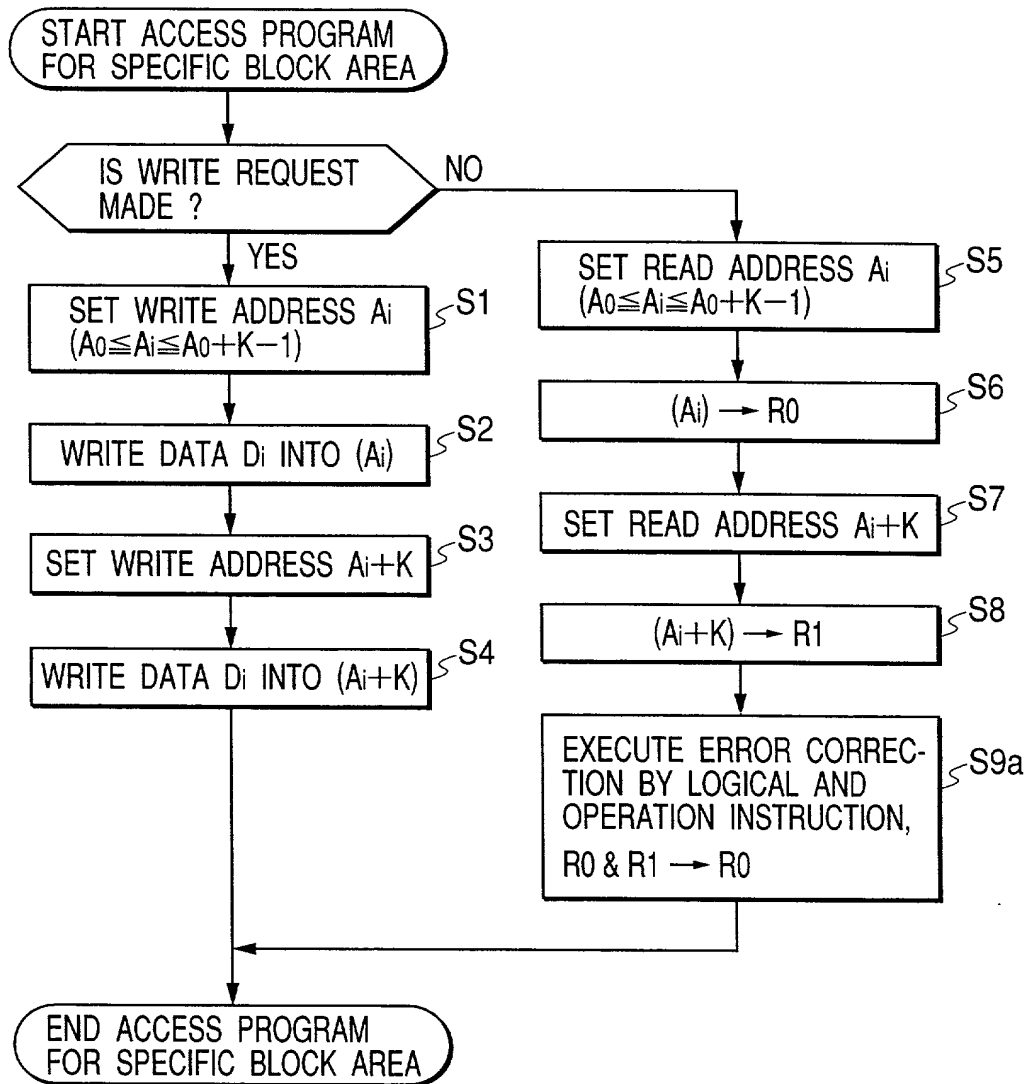 START ACCESS PROGRAM
FOR SPECIFIC BLOCK AREA
IS WRITE REQUEST
MADE ?
NO
YES
SET WRITE ADDRESS Ai
(A0≦Ai≦A0+K−1)
S1
WRITE DATA Di INTO (Ai)
S2
SET WRITE ADDRESS Ai+K
S3
WRITE DATA Di INTO (Ai+K)
S4
SET READ ADDRESS Ai
(A0≦Ai≦A0+K−1)
S5
(Ai) → R0
S6
SET READ ADDRESS Ai+K
S7
(Ai+K) → R1
S8
EXECUTE ERROR CORREC-
TION BY LOGICAL AND
OPERATION INSTRUCTION,
R0 & R1 → R0
S9a
END ACCESS PROGRAM
FOR SPECIFIC BLOCK AREA